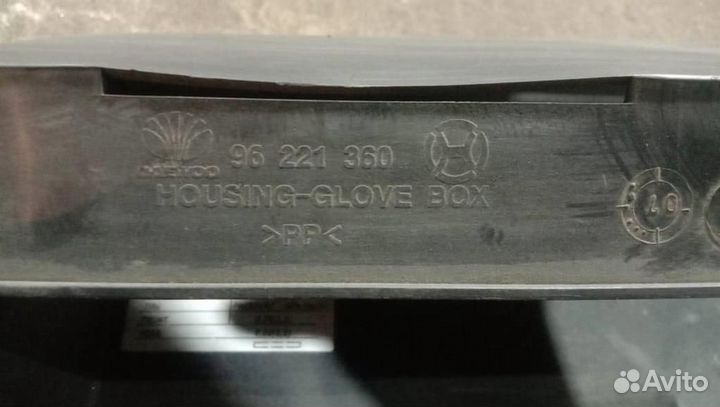 DAEWOO 96 221 360
HOUSING-GLOVE BOX
>PP<
Avito